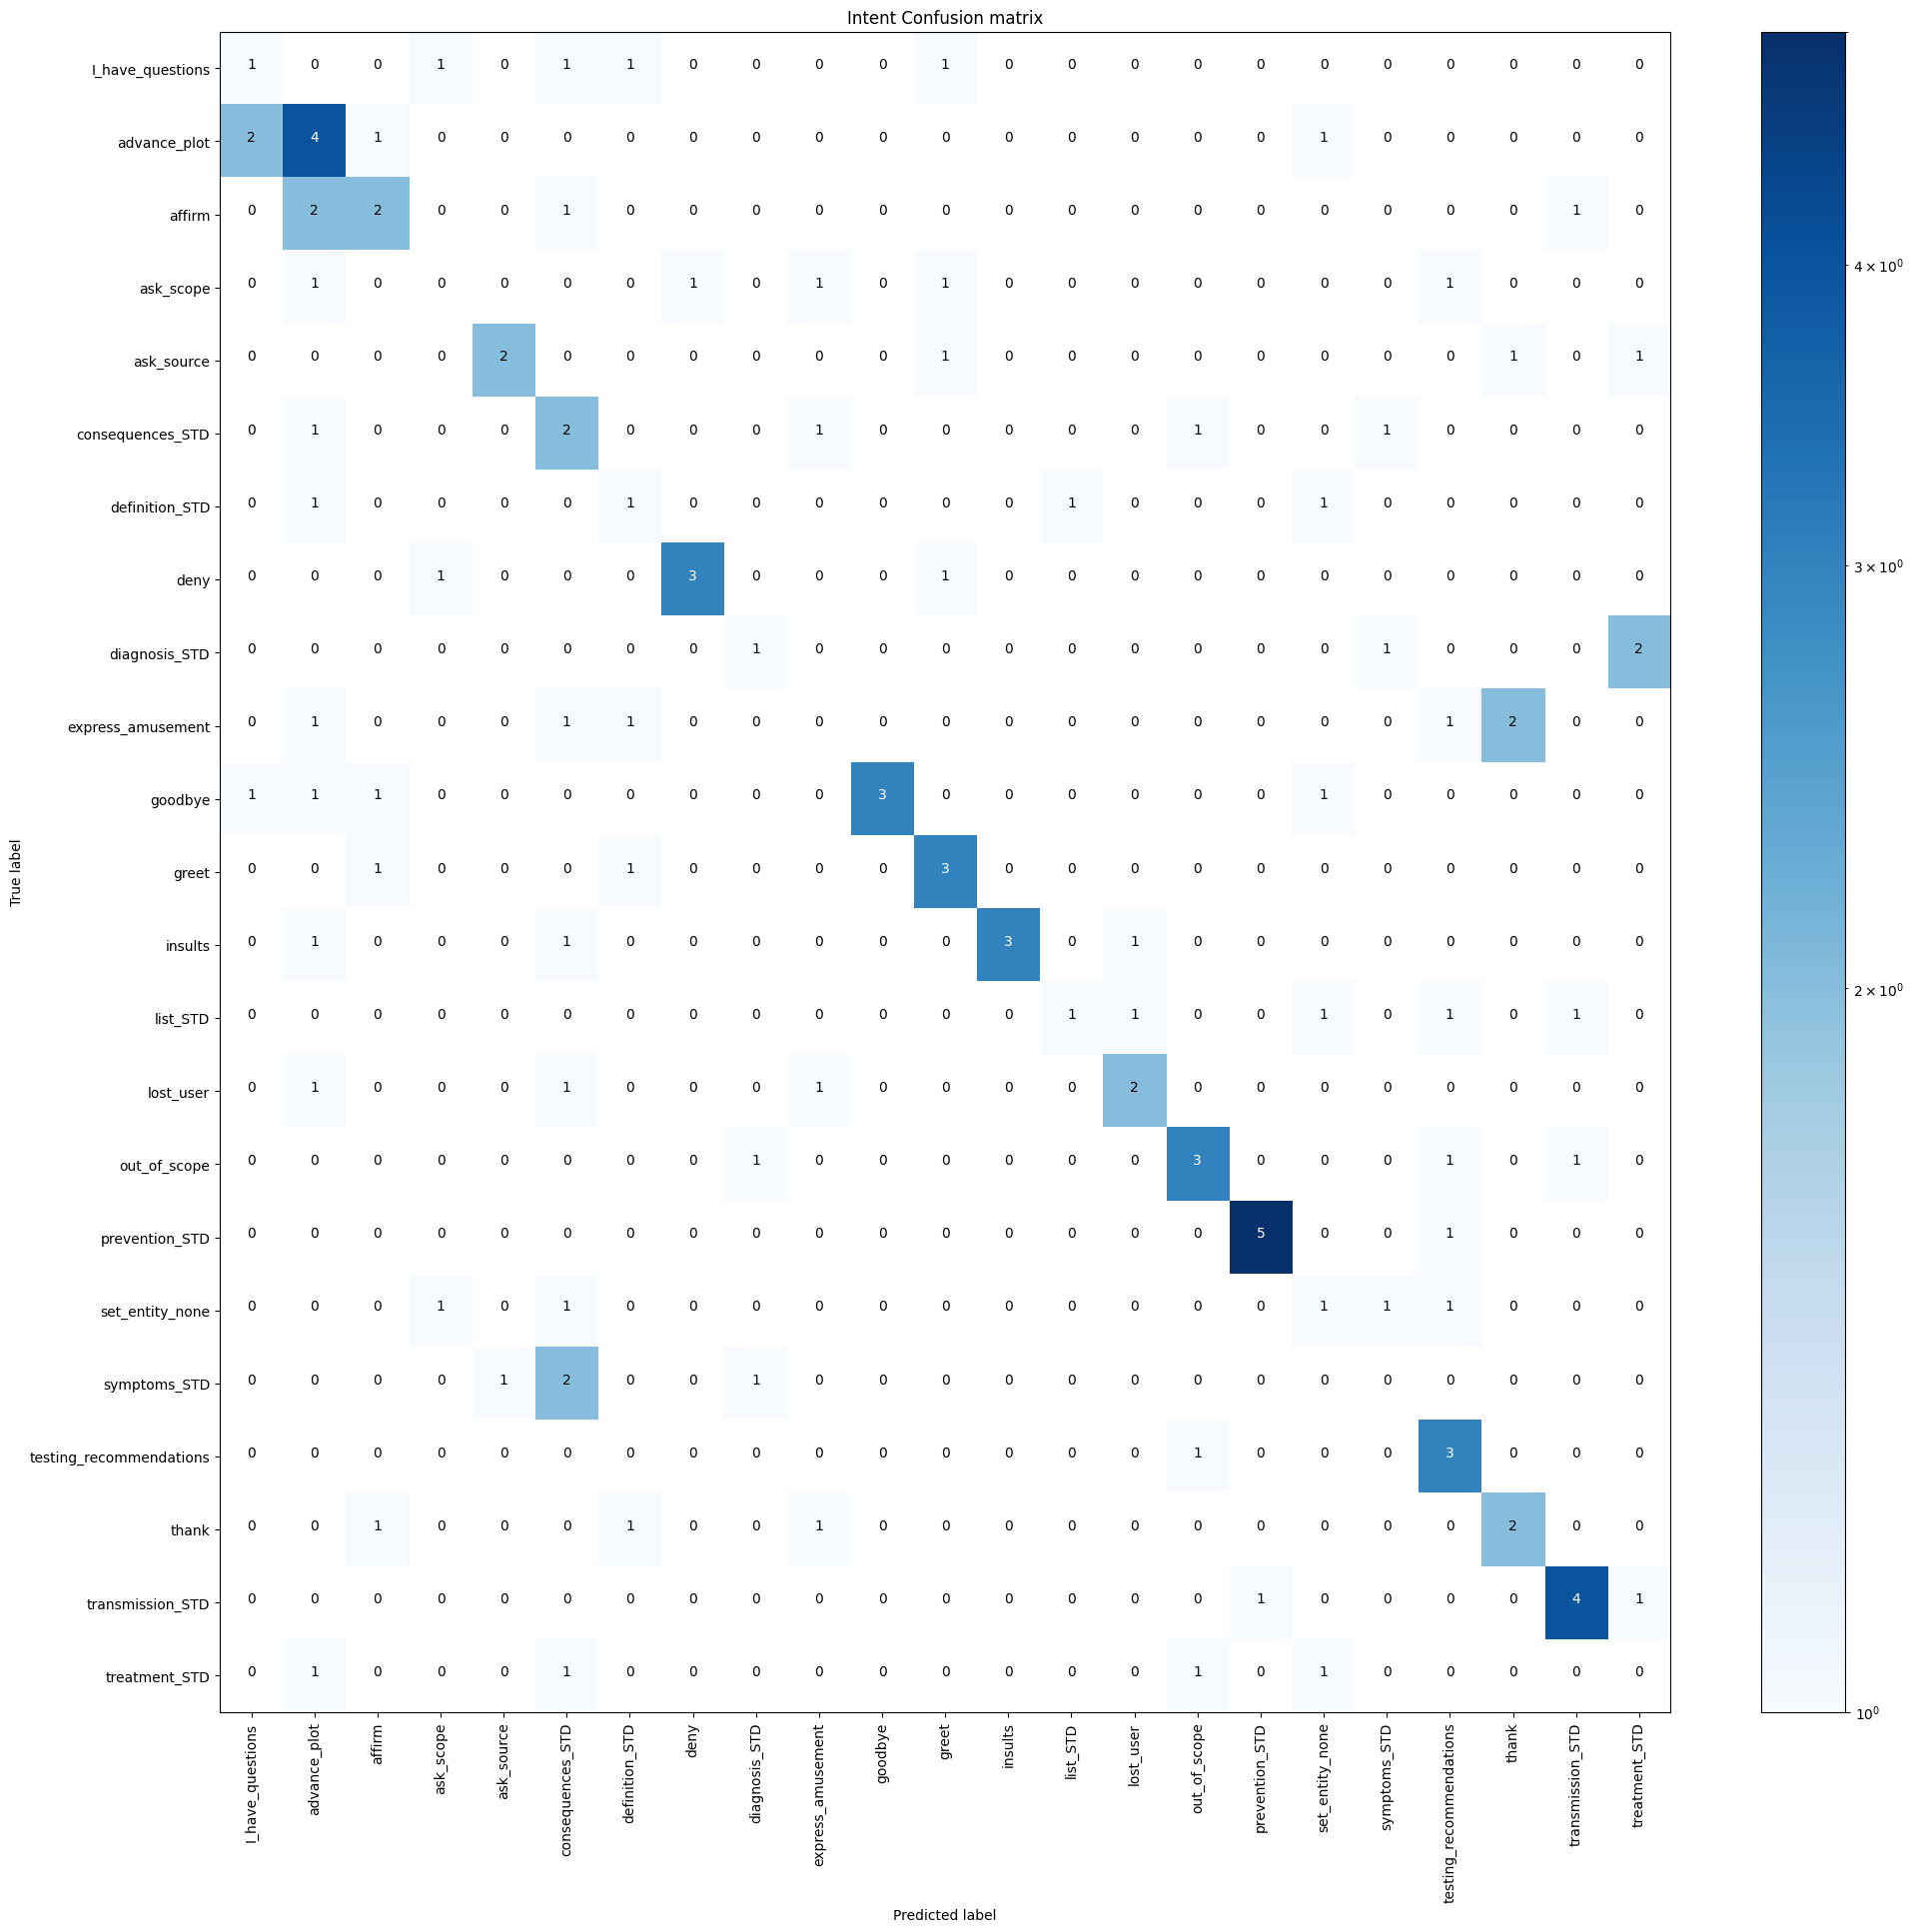 Intent Confusion matrix
I_have_questions 1 0 0 1 0 1 1 0 0 0 0 1 0 0 0 0 0 0 0 0 0 0 0
advance_plot 2 4 1 0 0 0 0 0 0 0 0 0 0 0 0 0 0 1 0 0 0 0 0
affirm 0 2 2 0 0 1 0 0 0 0 0 0 0 0 0 0 0 0 0 0 0 1 0
ask_scope 0 1 0 0 0 0 0 1 0 1 0 1 0 0 0 0 0 0 0 1 0 0 0
4 × 10⁰
ask_source 0 0 0 0 2 0 0 0 0 0 0 1 0 0 0 0 0 0 0 0 1 0 1
consequences_STD 0 1 0 0 0 2 0 0 0 1 0 0 0 0 0 1 0 0 1 0 0 0 0
definition_STD 0 1 0 0 0 0 1 0 0 0 0 0 0 1 0 0 0 1 0 0 0 0 0
3 × 10⁰
deny 0 0 0 1 0 0 0 3 0 0 0 1 0 0 0 0 0 0 0 0 0 0 0
diagnosis_STD 0 0 0 0 0 0 0 0 1 0 0 0 0 0 0 0 0 0 1 0 0 0 2
express_amusement 0 1 0 0 0 1 1 0 0 0 0 0 0 0 0 0 0 0 0 1 2 0 0
goodbye 1 1 1 0 0 0 0 0 0 0 3 0 0 0 0 0 0 1 0 0 0 0 0
True label
greet 0 0 1 0 0 0 1 0 0 0 0 3 0 0 0 0 0 0 0 0 0 0 0
insults 0 1 0 0 0 1 0 0 0 0 0 0 3 0 1 0 0 0 0 0 0 0 0
2 × 10⁰
list_STD 0 0 0 0 0 0 0 0 0 0 0 0 0 1 1 0 0 1 0 1 0 1 0
lost_user 0 1 0 0 0 1 0 0 0 1 0 0 0 0 2 0 0 0 0 0 0 0 0
out_of_scope 0 0 0 0 0 0 0 0 1 0 0 0 0 0 0 3 0 0 0 1 0 1 0
prevention_STD 0 0 0 0 0 0 0 0 0 0 0 0 0 0 0 0 5 0 0 1 0 0 0
set_entity_none 0 0 0 1 0 1 0 0 0 0 0 0 0 0 0 0 0 1 1 1 0 0 0
symptoms_STD 0 0 0 0 1 2 0 0 1 0 0 0 0 0 0 0 0 0 0 0 0 0 0
testing_recommendations 0 0 0 0 0 0 0 0 0 0 0 0 0 0 0 1 0 0 0 3 0 0 0
thank 0 0 1 0 0 0 1 0 0 1 0 0 0 0 0 0 0 0 0 0 2 0 0
transmission_STD 0 0 0 0 0 0 0 0 0 0 0 0 0 0 0 0 1 0 0 0 0 4 1
treatment_STD 0 1 0 0 0 1 0 0 0 0 0 0 0 0 0 1 0 1 0 0 0 0 0
10⁰
I_have_questions
advance_plot
affirm
ask_scope
ask_source
consequences_STD
definition_STD
deny
diagnosis_STD
express_amusement
goodbye
greet
insults
list_STD
lost_user
out_of_scope
prevention_STD
set_entity_none
symptoms_STD
testing_recommendations
thank
transmission_STD
treatment_STD
Predicted label